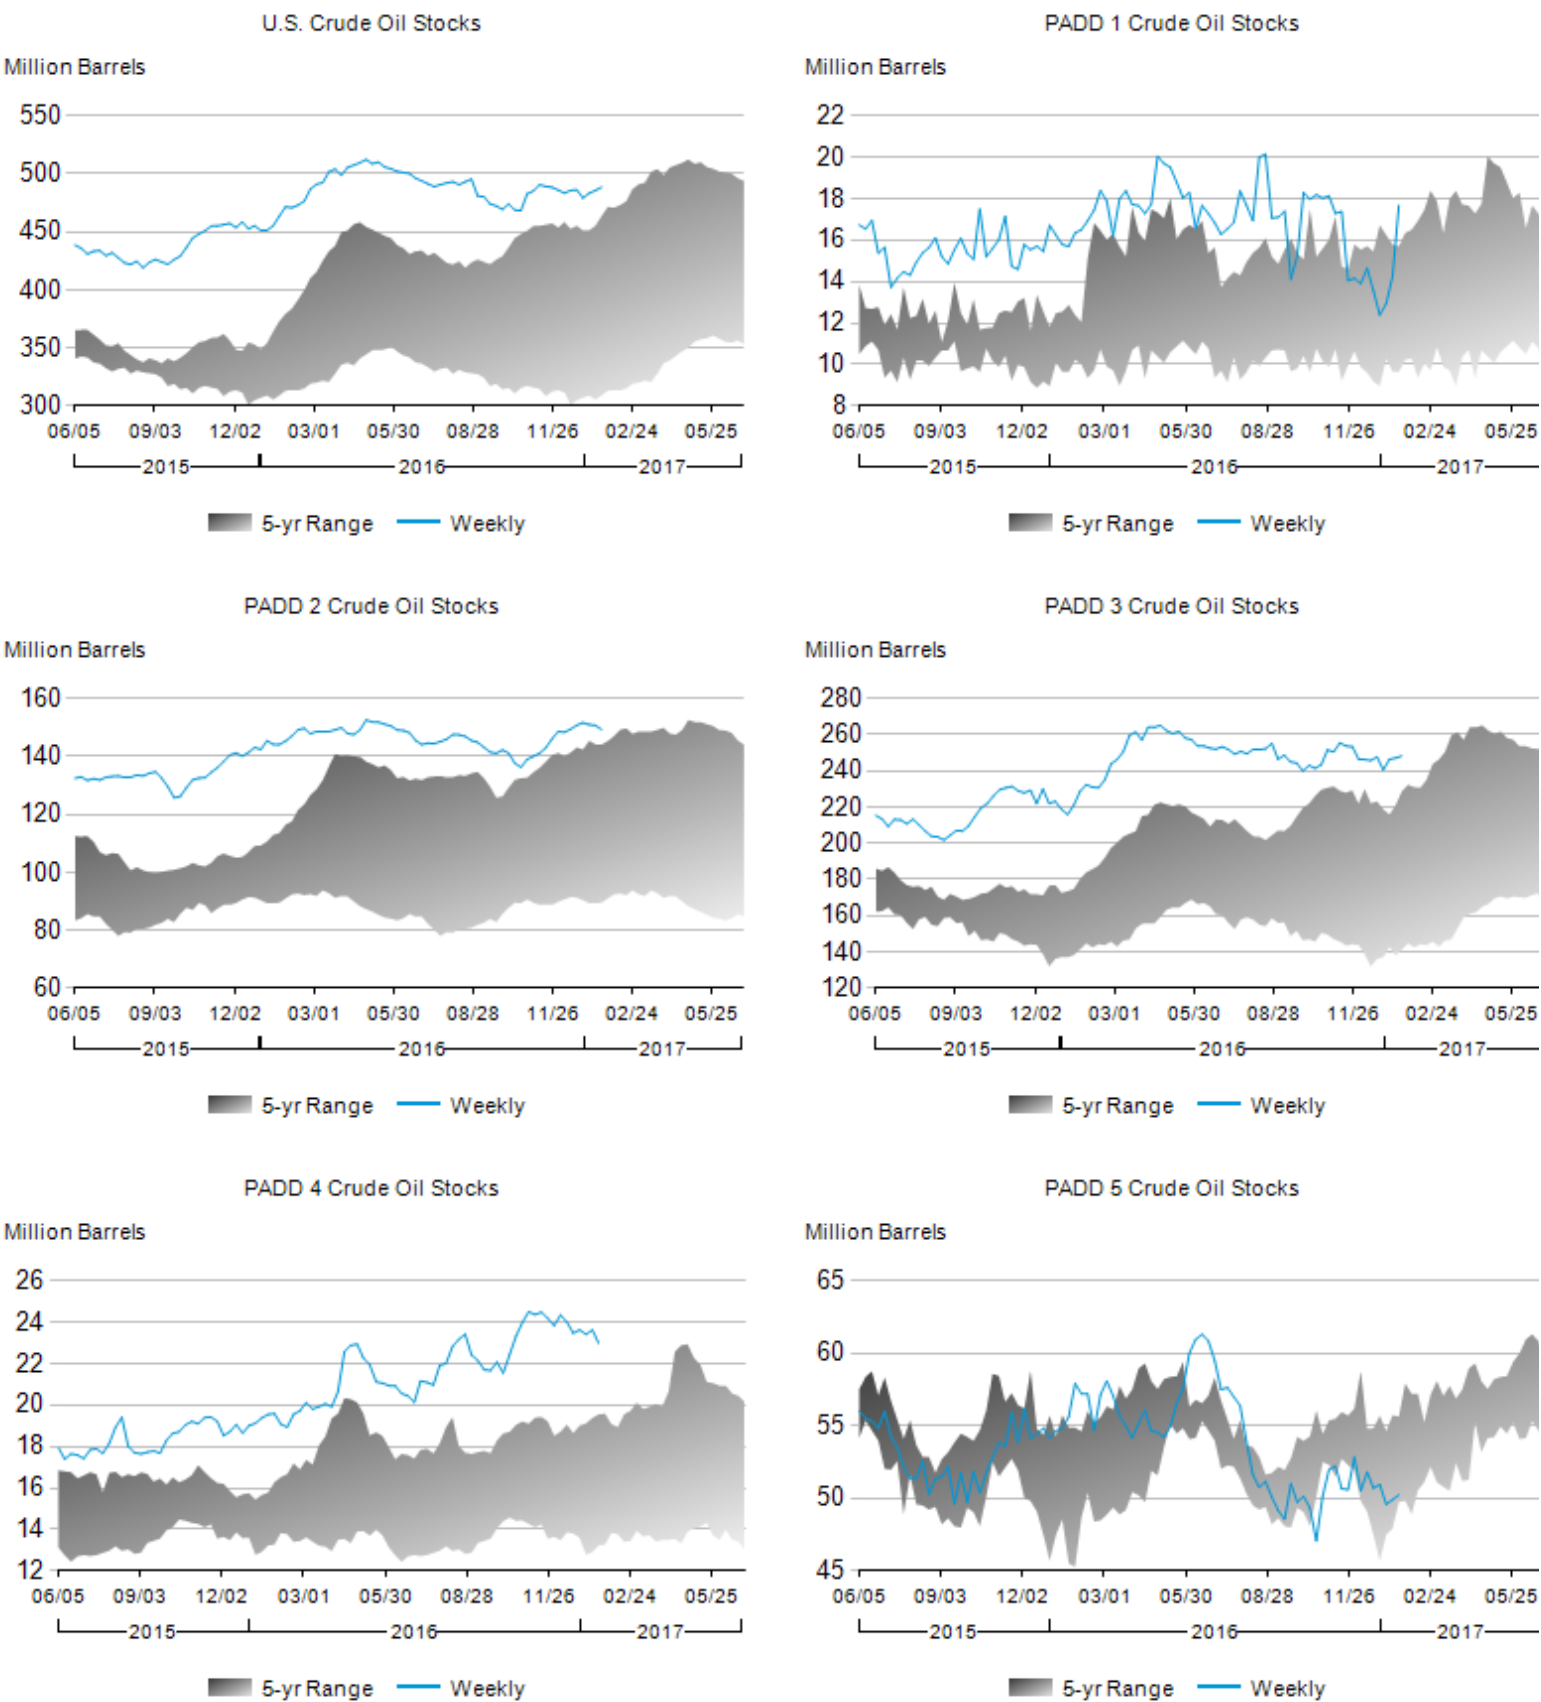 U.S. Crude Oil Stocks
Million Barrels
550
500
450
400
350
300
06/05 09/03 12/02 03/01 05/30 08/28 11/26 02/24 05/25
2015 2016 2017
5-yr Range Weekly
PADD 1 Crude Oil Stocks
Million Barrels
22
20
18
16
14
12
10
8
06/05 09/03 12/02 03/01 05/30 08/28 11/26 02/24 05/25
2015 2016 2017
5-yr Range Weekly
PADD 2 Crude Oil Stocks
Million Barrels
160
140
120
100
80
60
06/05 09/03 12/02 03/01 05/30 08/28 11/26 02/24 05/25
2015 2016 2017
5-yr Range Weekly
PADD 3 Crude Oil Stocks
Million Barrels
280
260
240
220
200
180
160
140
120
06/05 09/03 12/02 03/01 05/30 08/28 11/26 02/24 05/25
2015 2016 2017
5-yr Range Weekly
PADD 4 Crude Oil Stocks
Million Barrels
26
24
22
20
18
16
14
12
06/05 09/03 12/02 03/01 05/30 08/28 11/26 02/24 05/25
2015 2016 2017
5-yr Range Weekly
PADD 5 Crude Oil Stocks
Million Barrels
65
60
55
50
45
06/05 09/03 12/02 03/01 05/30 08/28 11/26 02/24 05/25
2015 2016 2017
5-yr Range Weekly